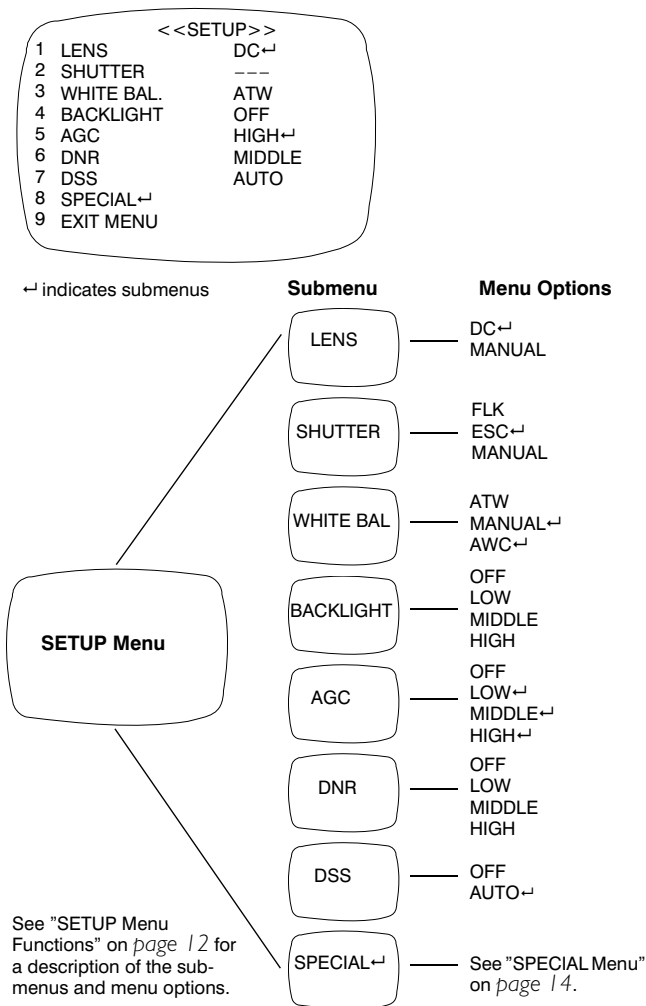 <<SETUP>>
1 LENS DC↵
2 SHUTTER –––
3 WHITE BAL. ATW
4 BACKLIGHT OFF
5 AGC HIGH↵
6 DNR MIDDLE
7 DSS AUTO
8 SPECIAL↵
9 EXIT MENU
↵ indicates submenus
Submenu
Menu Options
LENS
DC↵
MANUAL
SHUTTER
FLK
ESC↵
MANUAL
WHITE BAL
ATW
MANUAL↵
AWC↵
BACKLIGHT
OFF
LOW
MIDDLE
HIGH
SETUP Menu
AGC
OFF
LOW↵
MIDDLE↵
HIGH↵
DNR
OFF
LOW
MIDDLE
HIGH
DSS
OFF
AUTO↵
SPECIAL↵
See ”SPECIAL Menu”
on page 14.
See ”SETUP Menu
Functions” on page 12 for
a description of the sub-
menus and menu options.